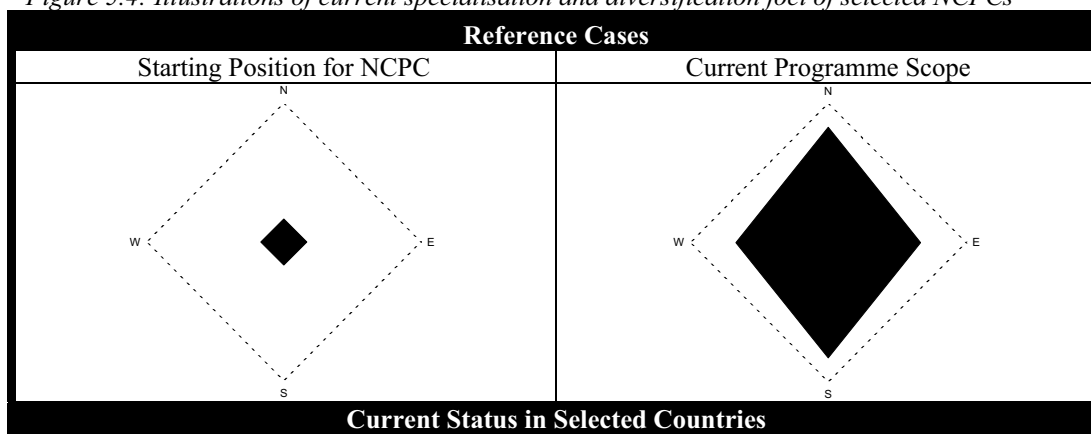 Figure 5.4: Illustrations of current specialisation and diversification foci of selected NCPCs
Reference Cases
Starting Position for NCPC
Current Programme Scope
N
W
E
S
N
W
E
S
Current Status in Selected Countries